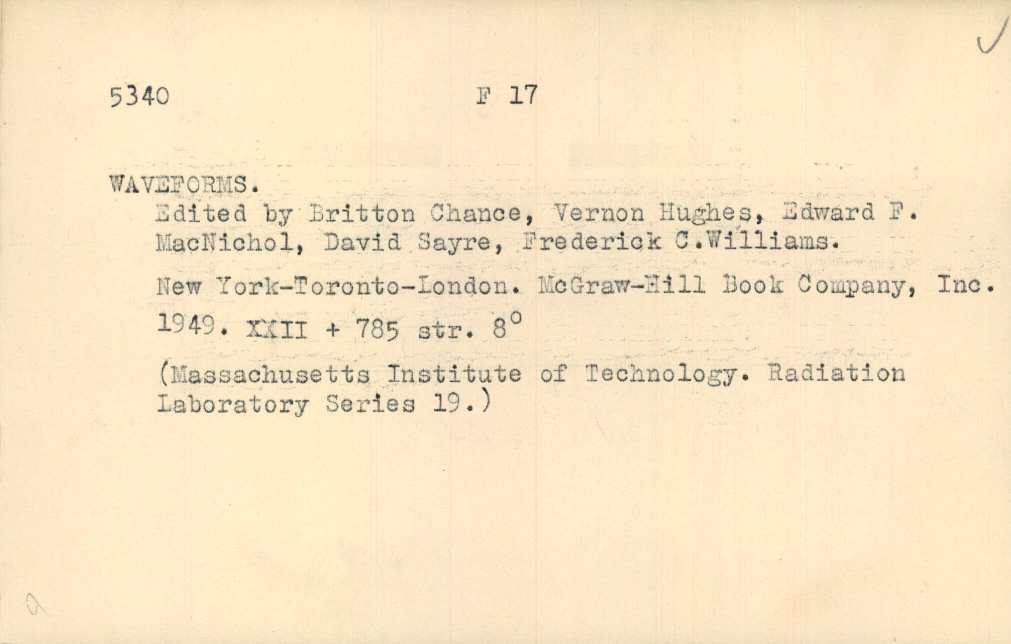 5340 F 17
WAVEFORMS.
Edited by Britton Chance, Vernon Hughes, Edward F.
MacNichol, David Sayre, Frederick C.Williams.
New York-Toronto-London. McGraw-Hill Book Company, Inc.
1949. XXII + 785 str. 8°
(Massachusetts Institute of Technology. Radiation
Laboratory Series 19.)